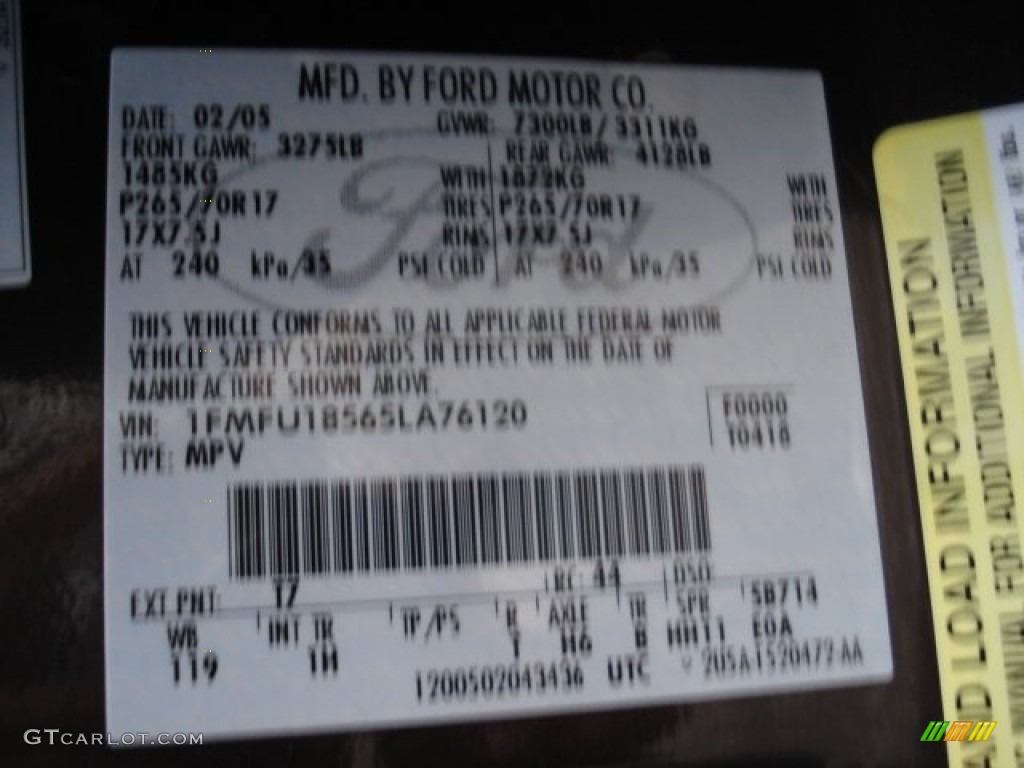 MFD. BY FORD MOTOR CO.
DATE: 02/05 GVWR: 7300LB / 3311KG
FRONT GAWR: 3275LB REAR GAWR: 4128LB
1485KG WITH 1872KG WITH
P265/70R17 TIRES P265/70R17 TIRES
17X7.5J RIMS 17X7.5J RIMS
AT 240 kPa/35 PSI COLD AT 240 kPa/35 PSI COLD
Ford
THIS VEHICLE CONFORMS TO ALL APPLICABLE FEDERAL MOTOR
VEHICLE SAFETY STANDARDS IN EFFECT ON THE DATE OF
MANUFACTURE SHOWN ABOVE.
VIN: 1FMFU18565LA76120
TYPE: MPV
F0000
T0418
EXT PNT: T7 RC: 44 DSO
WB INT TR TP/PS R AXLE TR SPR 5B714
119 1H T H6 B HH11 E0A
1200502043436 UTC 2U5A-1520472-AA
AD LOAD INFORMATION
FOR ADDITIONAL INFORMATION
GTCARLOT.COM